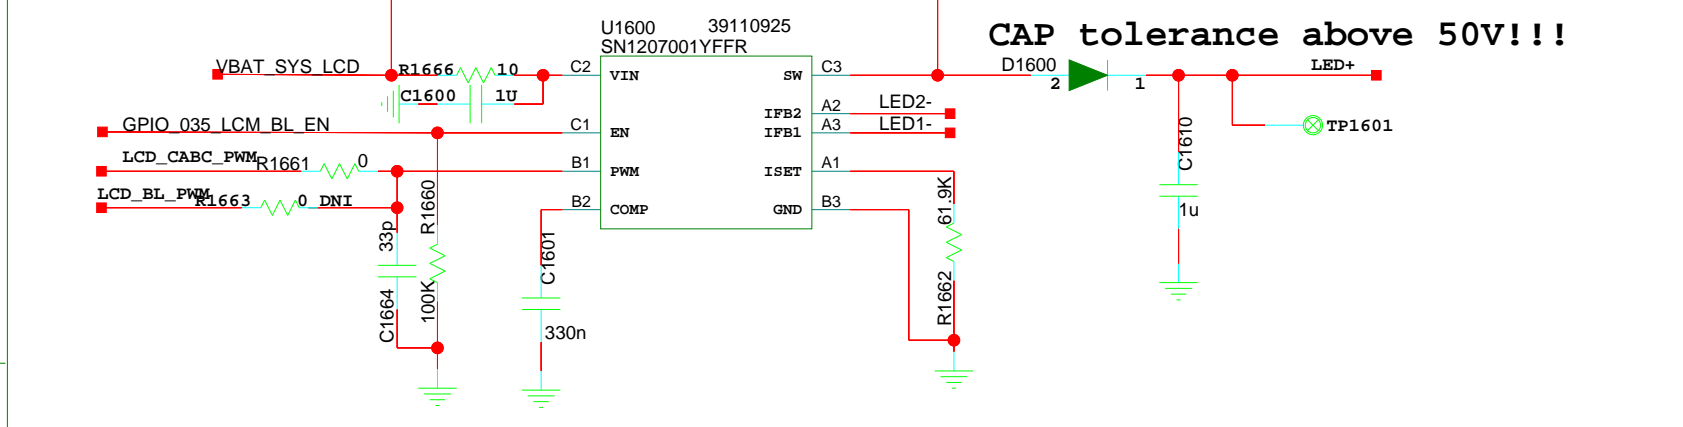 CAP tolerance above 50V!!!
U1600
39110925
SN1207001YFFR
VBAT_SYS_LCD
R1666
10
C2
VIN
SW
C3
D1600
2
1
LED+
C1600
1U
IFB2
A2
LED2-
GPIO_035_LCM_BL_EN
C1
EN
IFB1
A3
LED1-
TP1601
C1610
1u
LCD_CABC_PWM
R1661
0
B1
PWM
ISET
A1
LCD_BL_PWM
R1663
0
DNI
R1660
100K
B2
COMP
GND
B3
61.9K
R1662
33p
C1664
C1601
330n